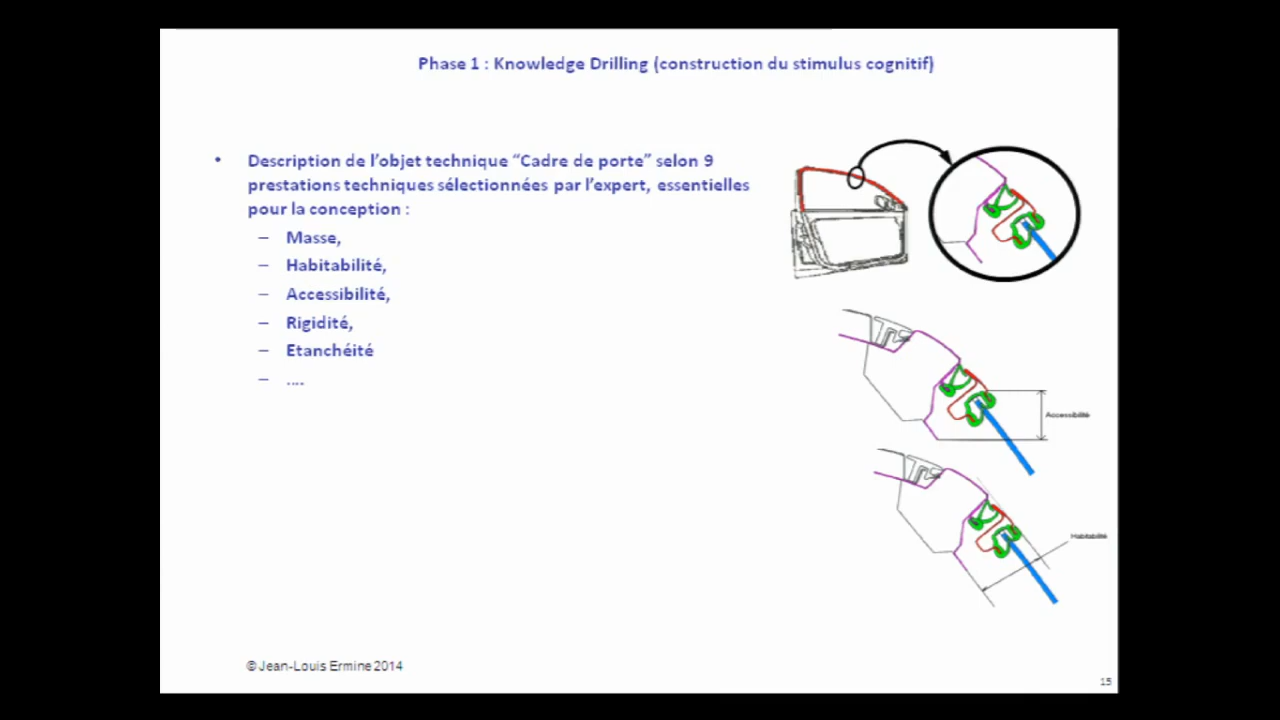 Phase 1 : Knowledge Drilling (construction du stimulus cognitif)
• Description de l’objet technique “Cadre de porte” selon 9
prestations techniques sélectionnées par l’expert, essentielles
pour la conception :
– Masse,
– Habitabilité,
– Accessibilité,
– Rigidité,
– Etanchéité
– ....
Accessibilité
Habitabilité
© Jean-Louis Ermine 2014
15